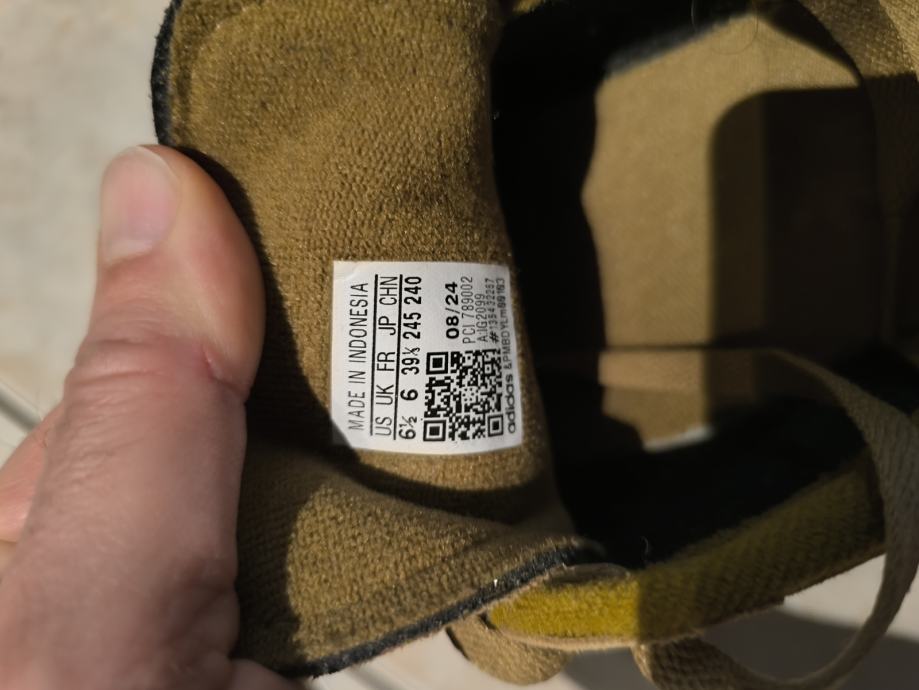 MADE IN INDONESIA
US UK FR JP CHN
6½ 6 39⅓ 245 240
08/24
PCI 789002
A:IG2099
adidas